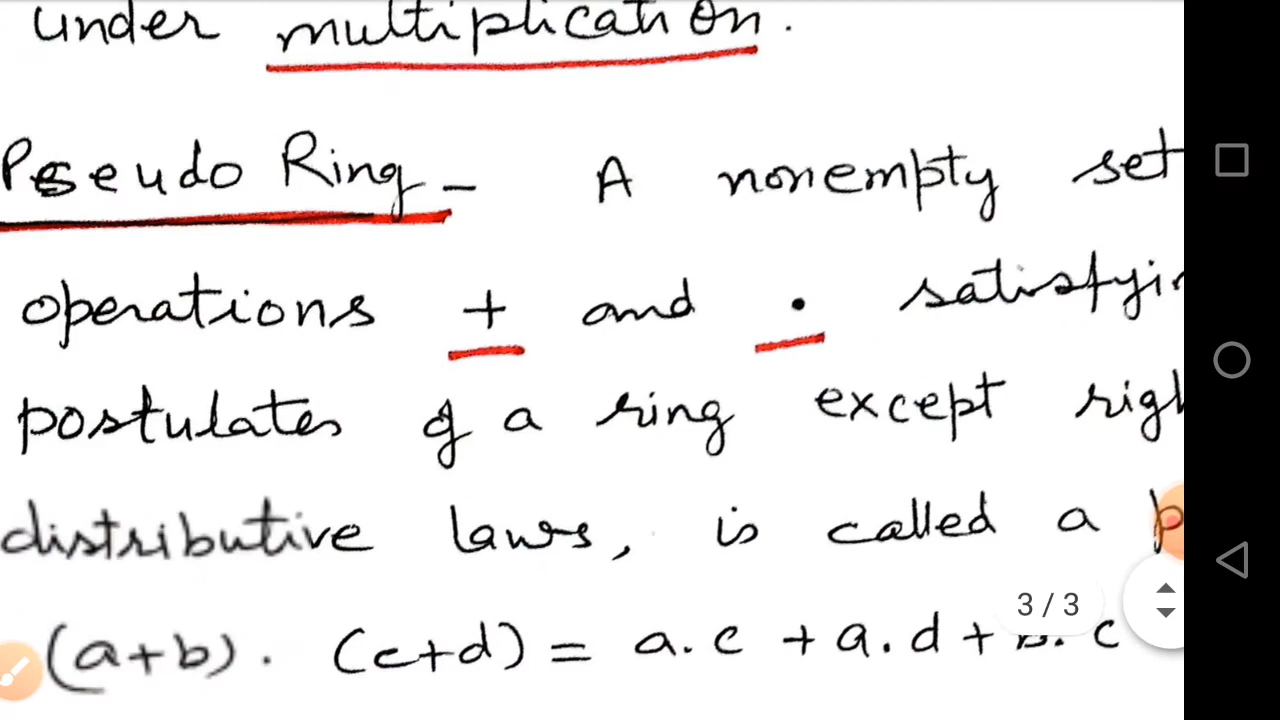 under multiplication.
Pseudo Ring - A nonempty set
operations + and • satisfyin
postulates of a ring except righ
distributive laws, is called a p
3/3
(a+b). (c+d) = a.c + a.d + b.c